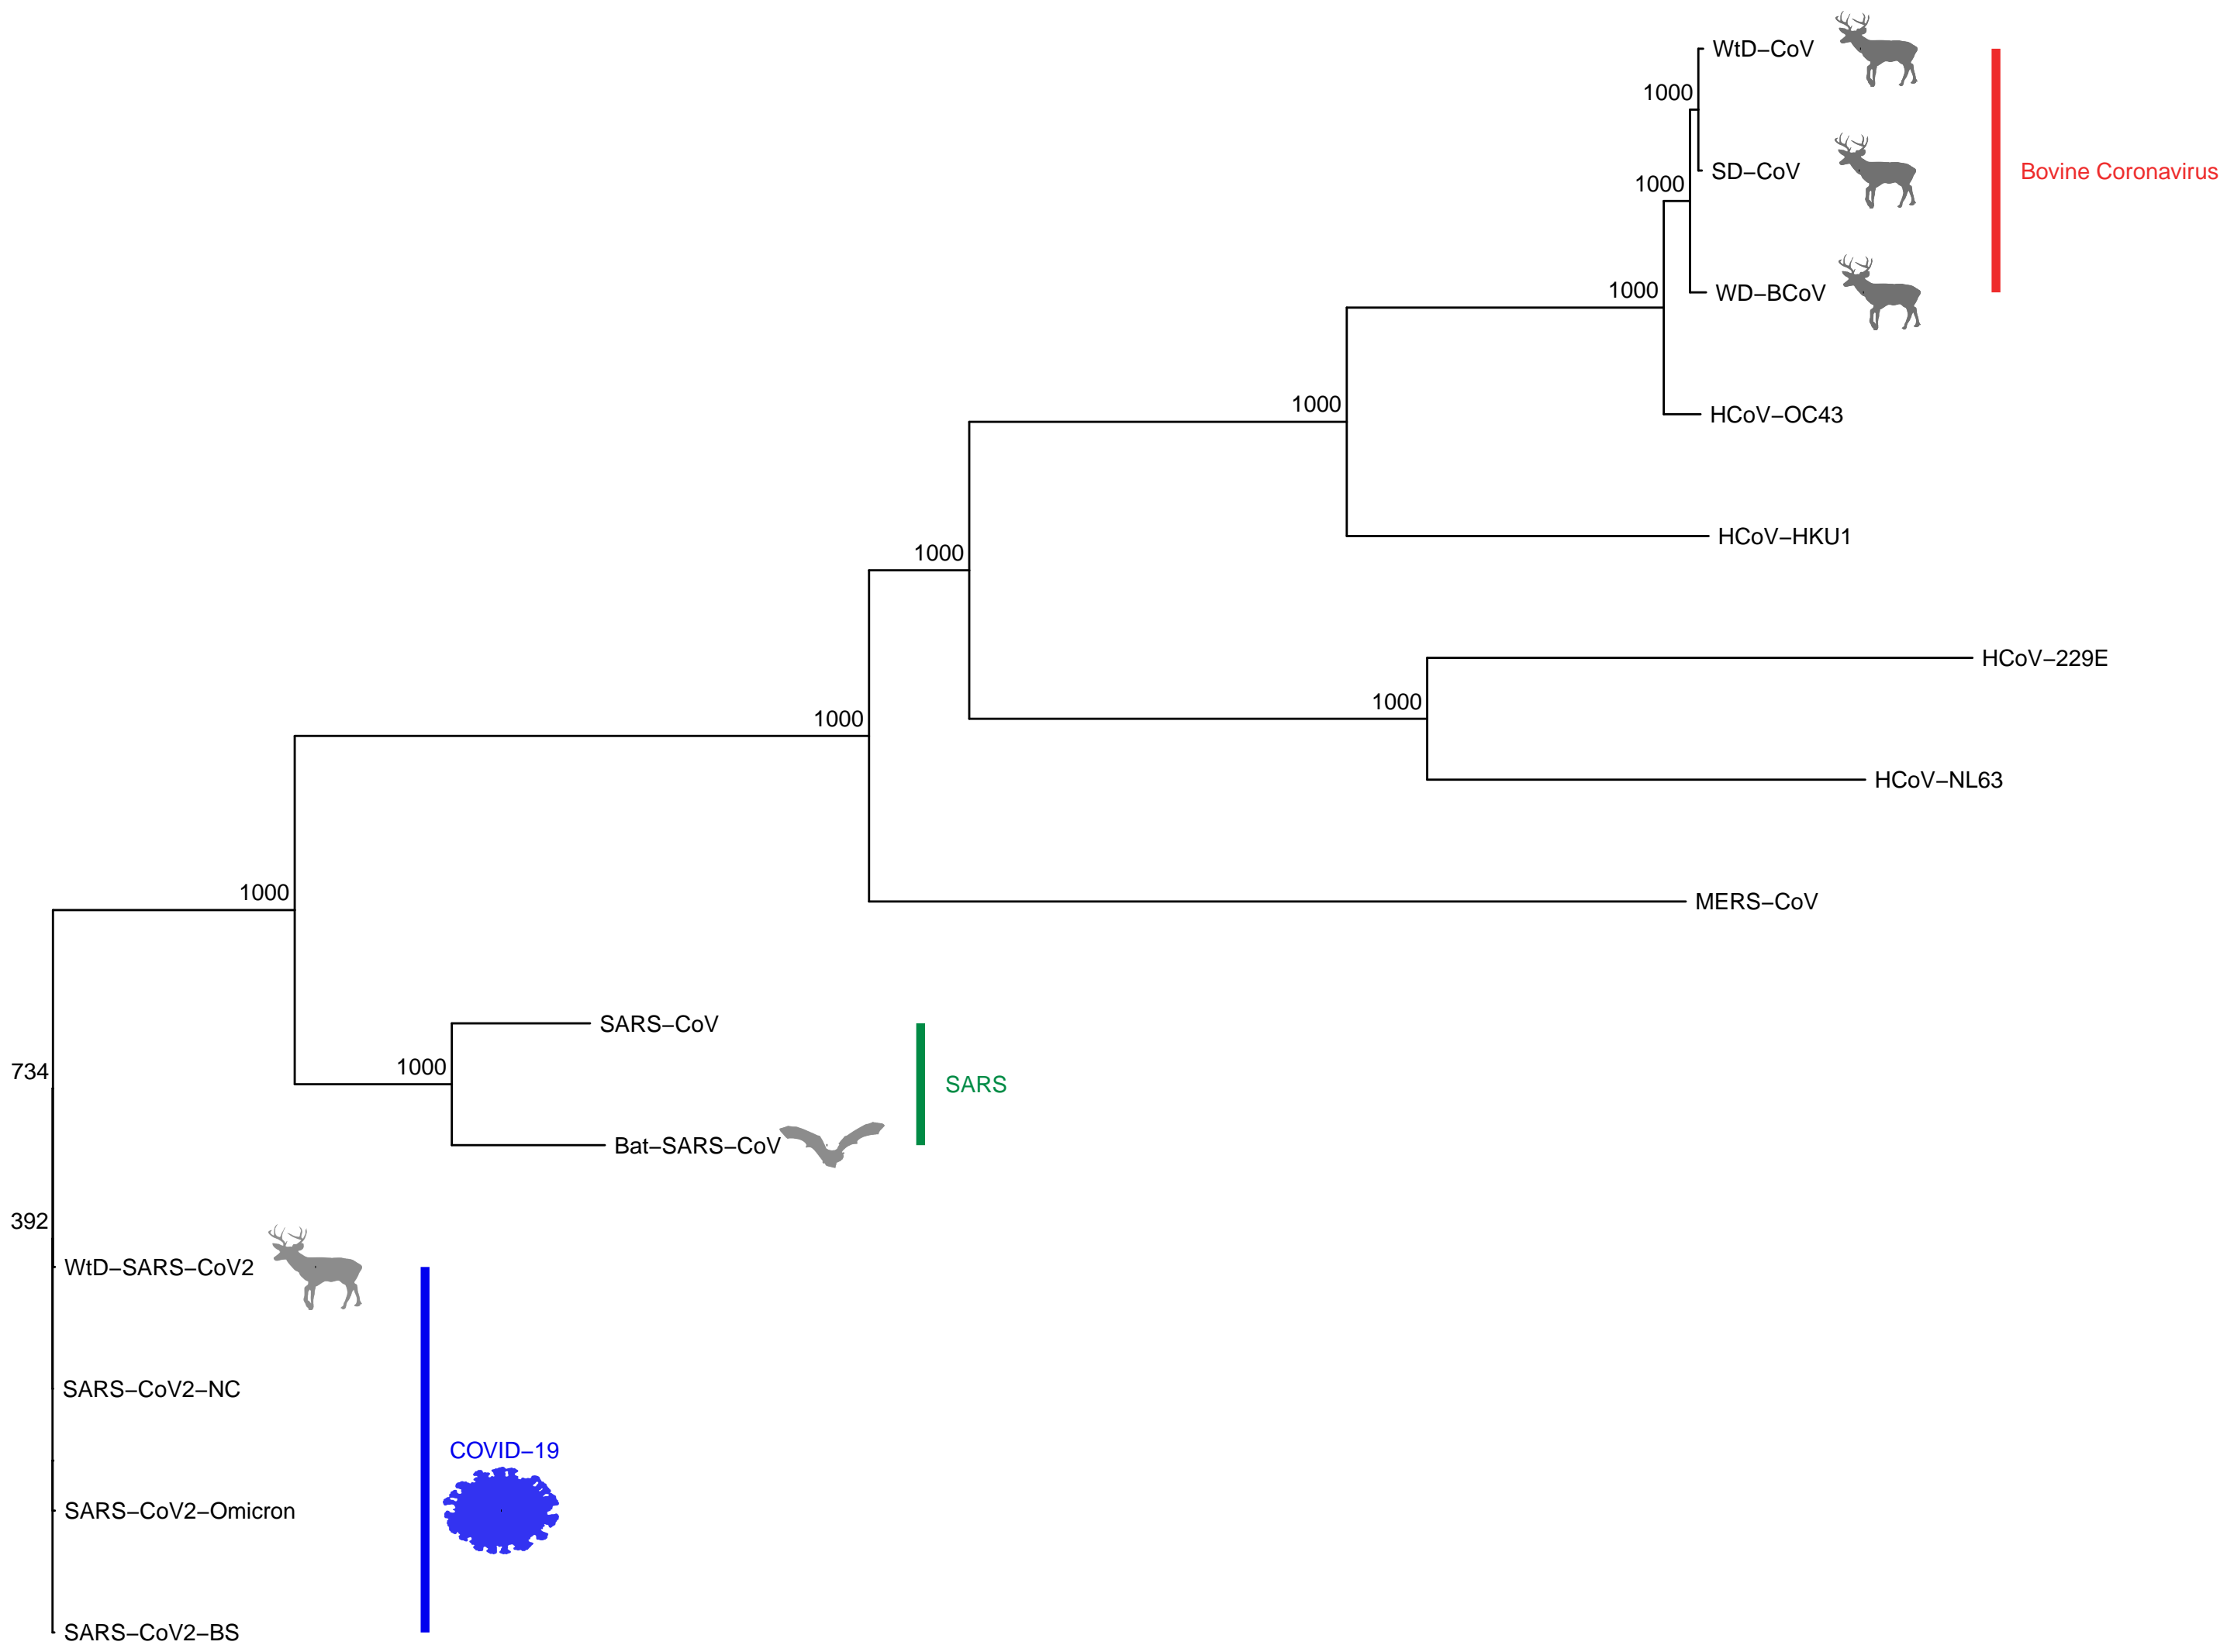 WtD−CoV
1000
SD−CoV
Bovine Coronavirus
1000
WD−BCoV
1000
1000
HCoV−OC43
HCoV−HKU1
1000
HCoV−229E
1000
1000
HCoV−NL63
1000
MERS−CoV
SARS−CoV
734
1000
SARS
Bat−SARS−CoV
392
WtD−SARS−CoV2
SARS−CoV2−NC
COVID−19
SARS−CoV2−Omicron
SARS−CoV2−BS